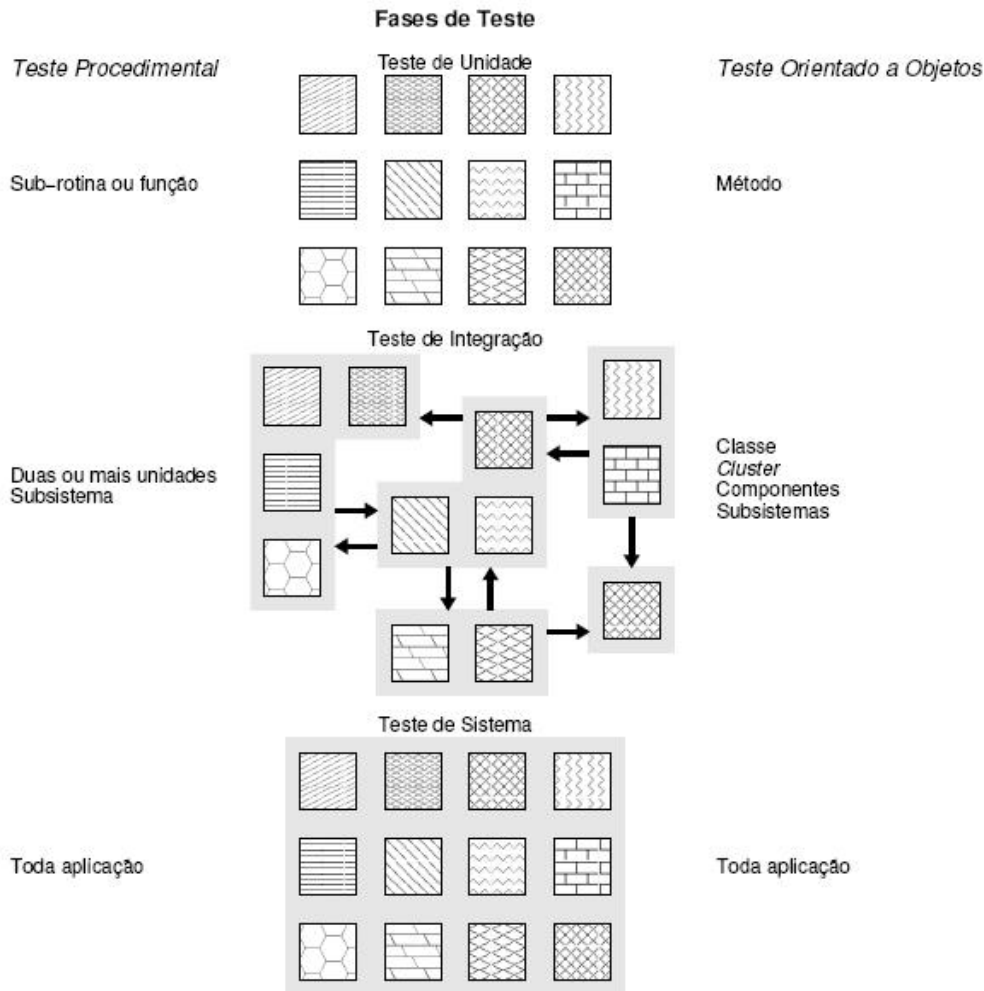 Fases de Teste
Teste Procedimental
Teste de Unidade
Teste Orientado a Objetos
Sub-rotina ou função
Método
Teste de Integração
Duas ou mais unidades
Subsistema
Classe
Cluster
Componentes
Subsistemas
Teste de Sistema
Toda aplicação
Toda aplicação